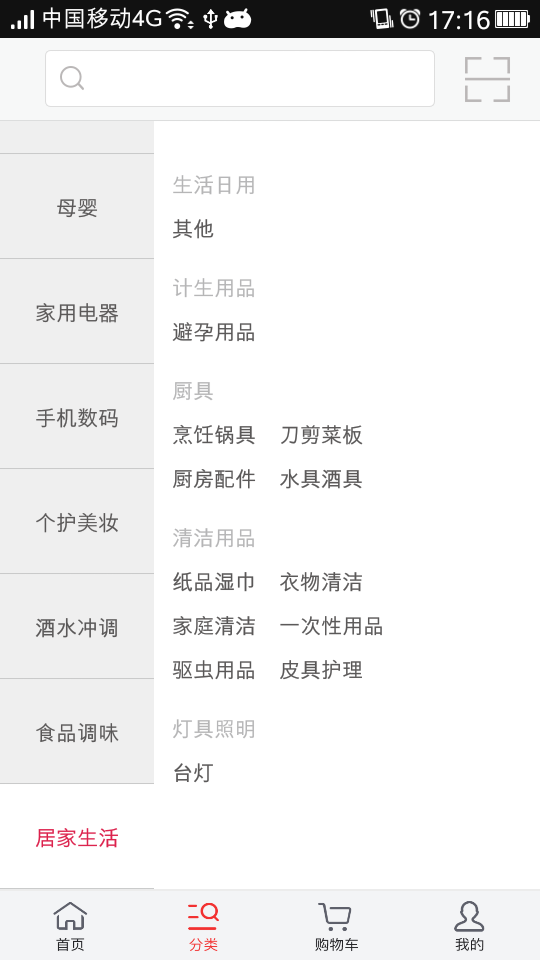 中国移动4G 17:16
母婴
家用电器
手机数码
个护美妆
酒水冲调
食品调味
居家生活
生活日用
其他
计生用品
避孕用品
厨具
烹饪锅具 刀剪菜板
厨房配件 水具酒具
清洁用品
纸品湿巾 衣物清洁
家庭清洁 一次性用品
驱虫用品 皮具护理
灯具照明
台灯
首页 分类 购物车 我的